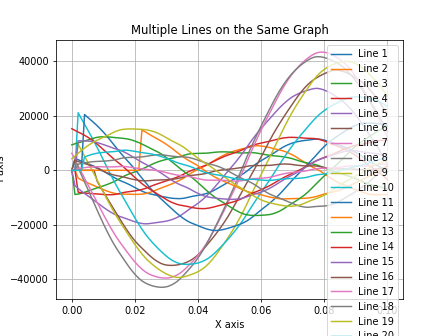 Multiple Lines on the Same Graph
40000
20000
0
−20000
−40000
0.00
0.02
0.04
0.06
X axis
Line 1
Line 2
Line 3
Line 4
Line 5
Line 6
Line 7
Line 8
Line 9
Line 10
Line 11
Line 12
Line 13
Line 14
Line 15
Line 16
Line 17
Line 18
Line 19